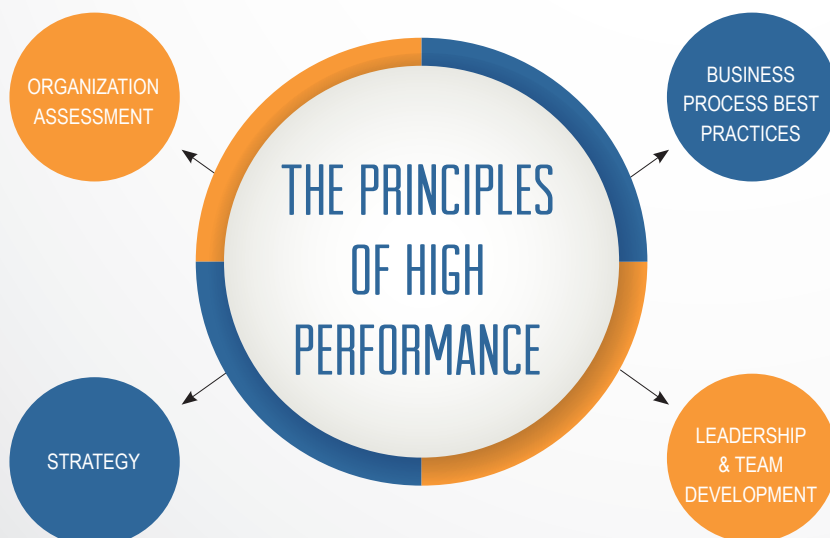 ORGANIZATION
ASSESSMENT
BUSINESS
PROCESS BEST
PRACTICES
THE PRINCIPLES
OF HIGH
PERFORMANCE
STRATEGY
LEADERSHIP
& TEAM
DEVELOPMENT